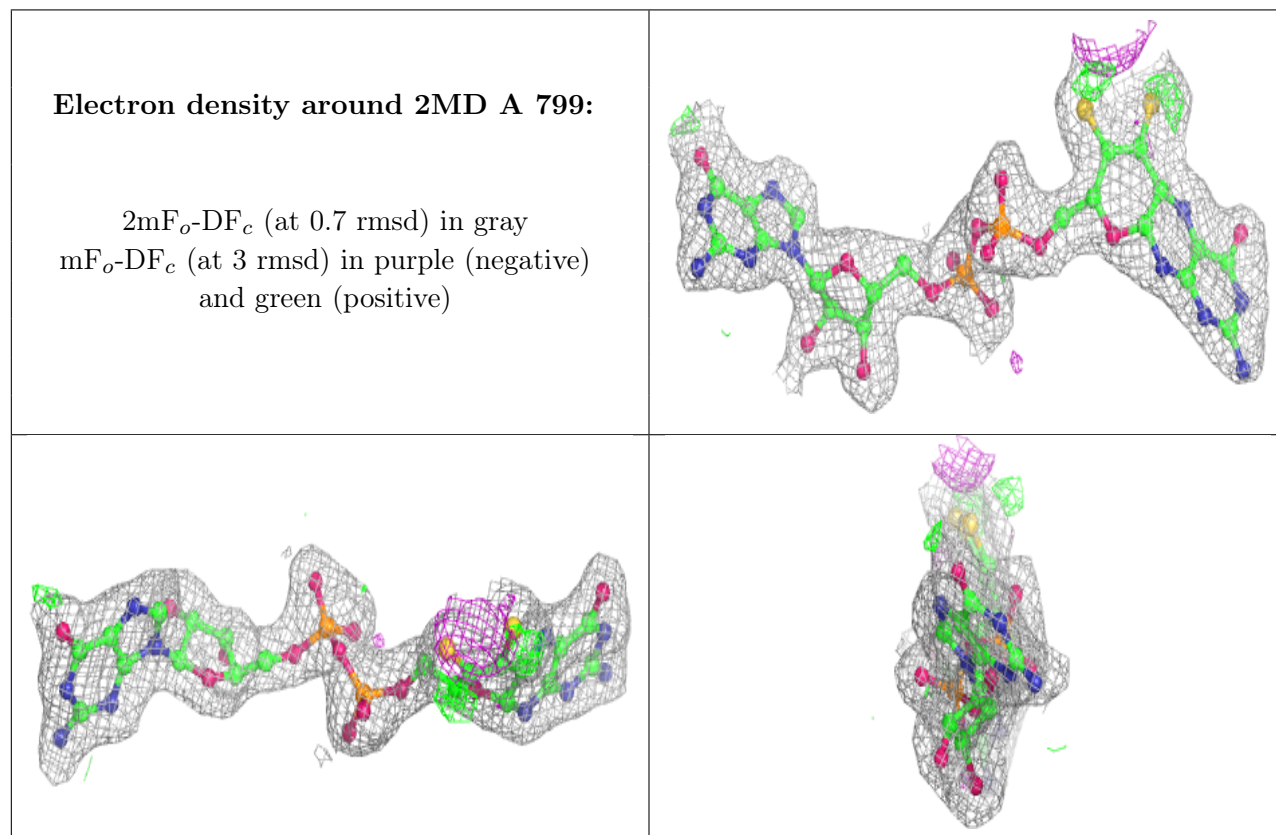 Electron density around 2MD A 799:
2mFₒ-DF𝒸 (at 0.7 rmsd) in gray
mFₒ-DF𝒸 (at 3 rmsd) in purple (negative)
and green (positive)